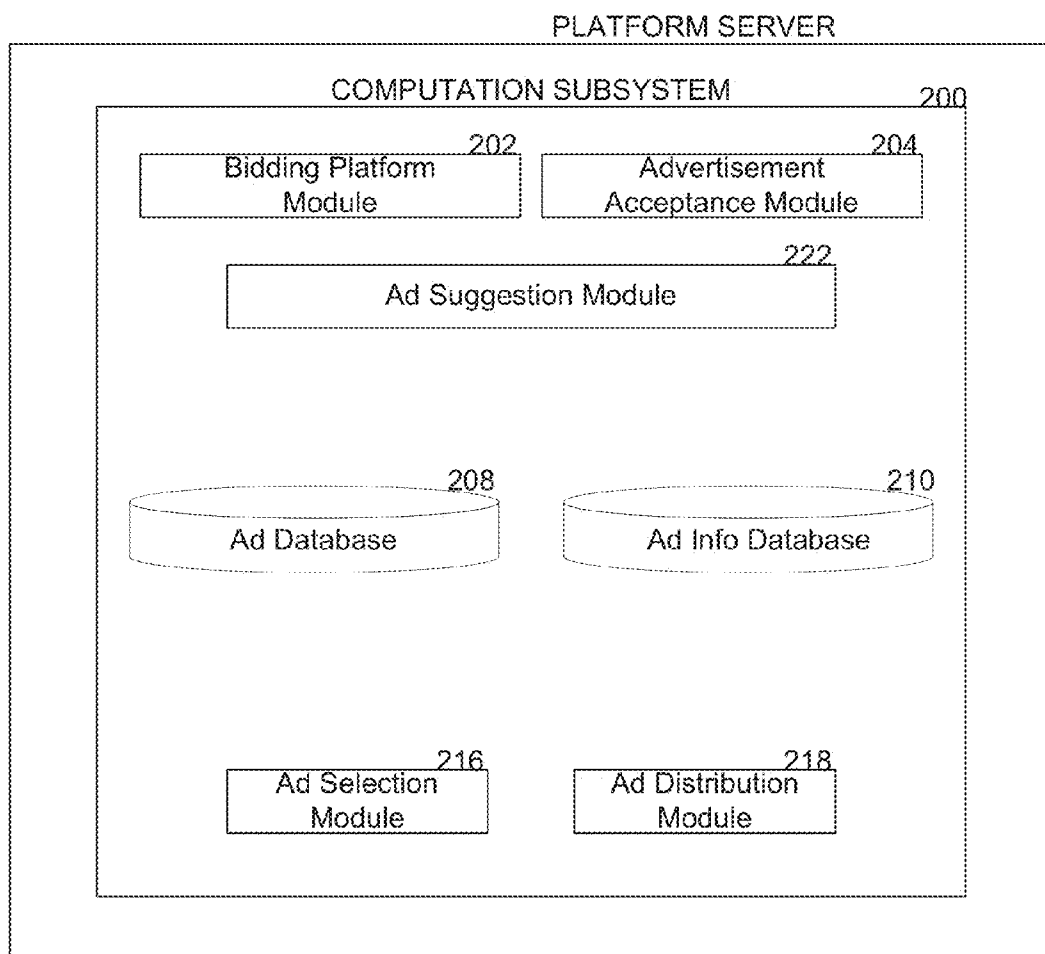 PLATFORM SERVER
COMPUTATION SUBSYSTEM
200
202
204
Bidding Platform
Module
Advertisement
Acceptance Module
222
Ad Suggestion Module
208
210
Ad Database
Ad Info Database
216
218
Ad Selection
Module
Ad Distribution
Module